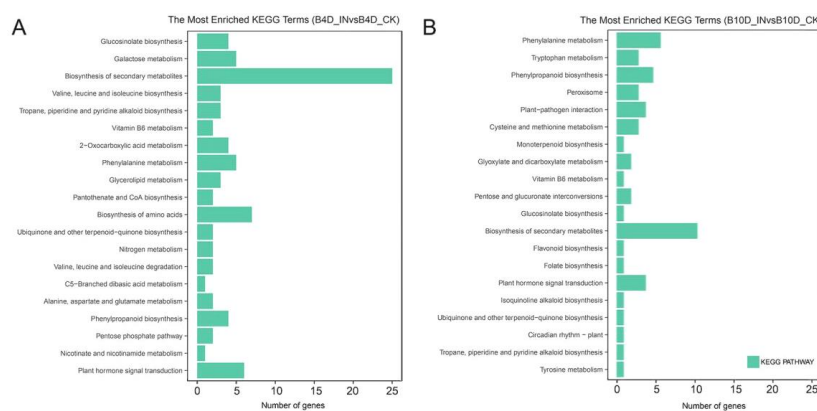 A
The Most Enriched KEGG Terms (B4D_INvsB4D_CK)
Glucosinolate biosynthesis
Galactose metabolism
Biosynthesis of secondary metabolites
Valine, leucine and isoleucine biosynthesis
Tropane, piperidine and pyridine alkaloid biosynthesis
Vitamin B6 metabolism
2-Oxocarboxylic acid metabolism
Phenylalanine metabolism
Glycerolipid metabolism
Pantothenate and CoA biosynthesis
Biosynthesis of amino acids
Ubiquinone and other terpenoid-quinone biosynthesis
Nitrogen metabolism
Valine, leucine and isoleucine degradation
C5-Branched dibasic acid metabolism
Alanine, aspartate and glutamate metabolism
Phenylpropanoid biosynthesis
Pentose phosphate pathway
Nicotinate and nicotinamide metabolism
Plant hormone signal transduction
0 5 10 15 20 25
Number of genes
B
The Most Enriched KEGG Terms (B10D_INvsB10D_CK
Phenylalanine metabolism
Tryptophan metabolism
Phenylpropanoid biosynthesis
Peroxisome
Plant-pathogen interaction
Cysteine and methionine metabolism
Monoterpenoid biosynthesis
Glyoxylate and dicarboxylate metabolism
Vitamin B6 metabolism
Pentose and glucuronate interconversions
Glucosinolate biosynthesis
Biosynthesis of secondary metabolites
Flavonoid biosynthesis
Folate biosynthesis
Plant hormone signal transduction
Isoquinoline alkaloid biosynthesis
Ubiquinone and other terpenoid-quinone biosynthesis
Circadian rhythm - plant
Tropane, piperidine and pyridine alkaloid biosynthesis
Tyrosine metabolism
KEGG PATHWAY
0 5 10 15 20 25
Number of genes